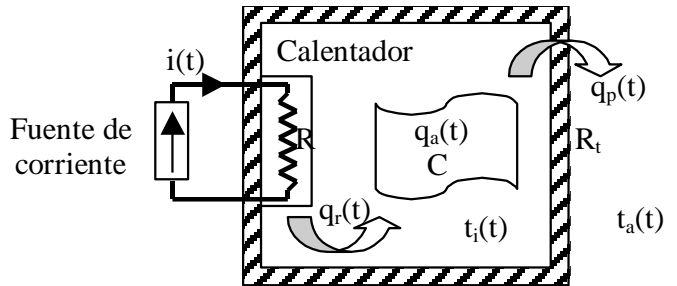 Calentador
i(t)
Fuente de
corriente
R
q_a(t)
C
q_p(t)
R_t
q_r(t)
t_i(t)
t_a(t)